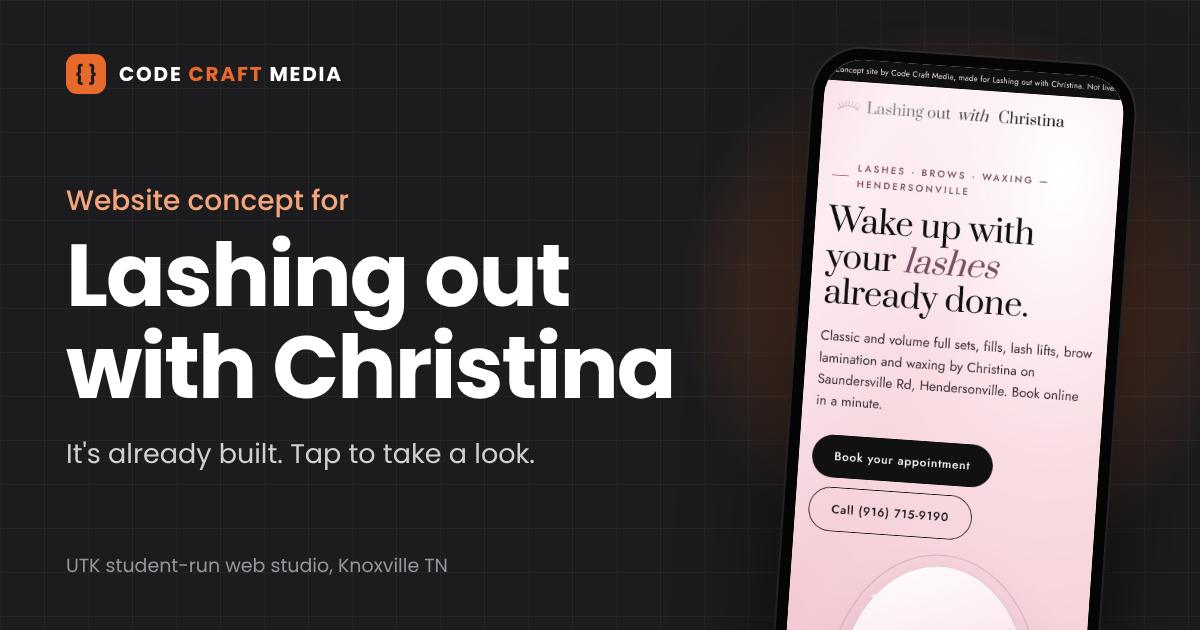 { } CODE CRAFT MEDIA
Website concept for
Lashing out
with Christina
It's already built. Tap to take a look.
UTK student-run web studio, Knoxville TN
Concept site by Code Craft Media, made for Lashing out with Christina. Not live.
Lashing out with Christina
LASHES · BROWS · WAXING —
HENDERSONVILLE
Wake up with
your lashes
already done.
Classic and volume full sets, fills, lash lifts, brow
lamination and waxing by Christina on
Saundersville Rd, Hendersonville. Book online
in a minute.
Book your appointment
Call (916) 715-9190